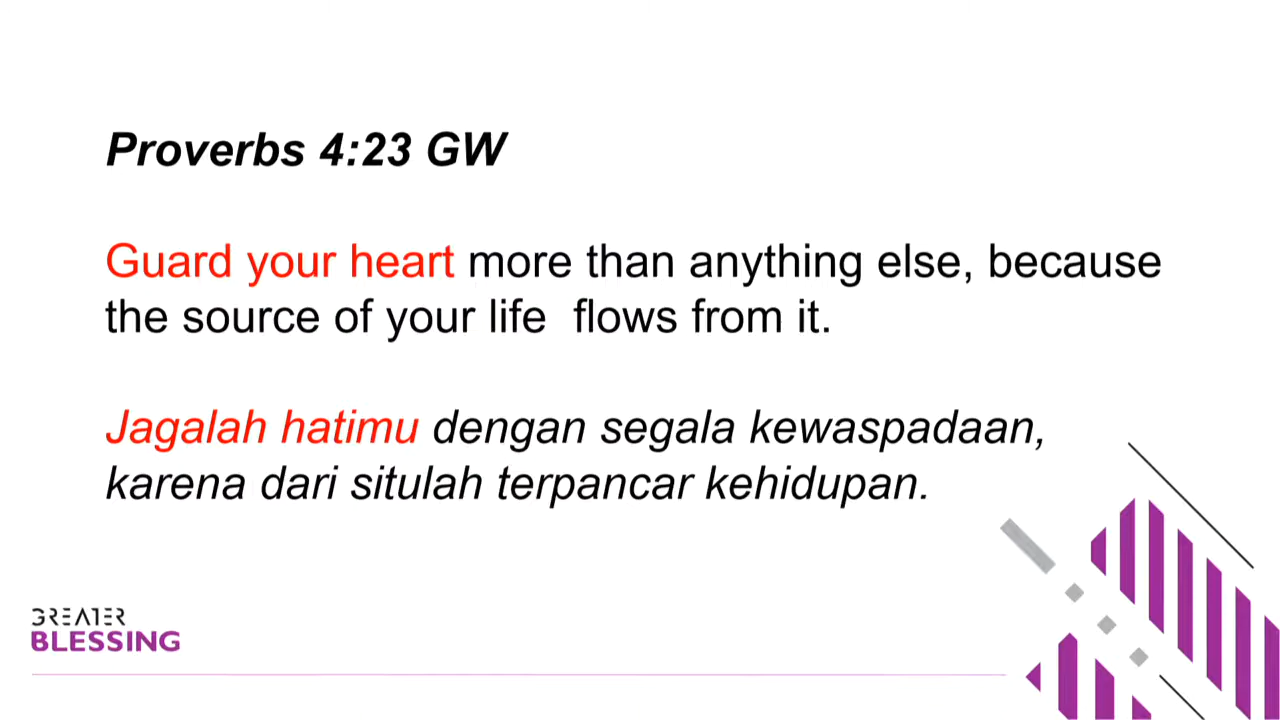 Proverbs 4:23 GW
Guard your heart more than anything else, because
the source of your life  flows from it.
Jagalah hatimu dengan segala kewaspadaan,
karena dari situlah terpancar kehidupan.
GREATER
BLESSING